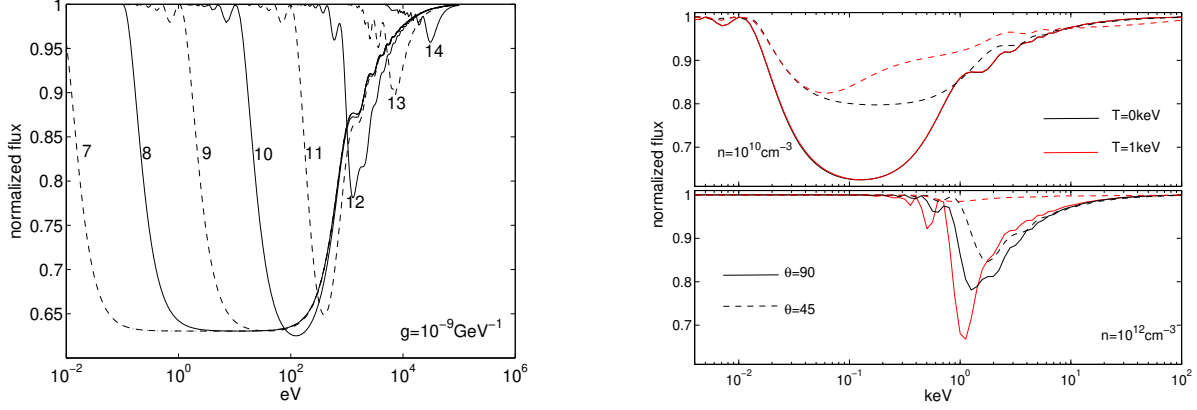 1
0.95
0.9
0.85
0.8
0.75
0.7
0.65
normalized flux
7
8
9
10
11
12
13
14
g=10⁻⁹GeV⁻¹
10⁻²
10⁰
10²
10⁴
10⁶
eV
1
0.9
0.8
0.7
normalized flux
n=10¹⁰cm⁻³
T=0keV
T=1keV
1
0.9
0.8
0.7
normalized flux
θ=90
θ=45
n=10¹²cm⁻³
10⁻²
10⁻¹
10⁰
10¹
10²
keV